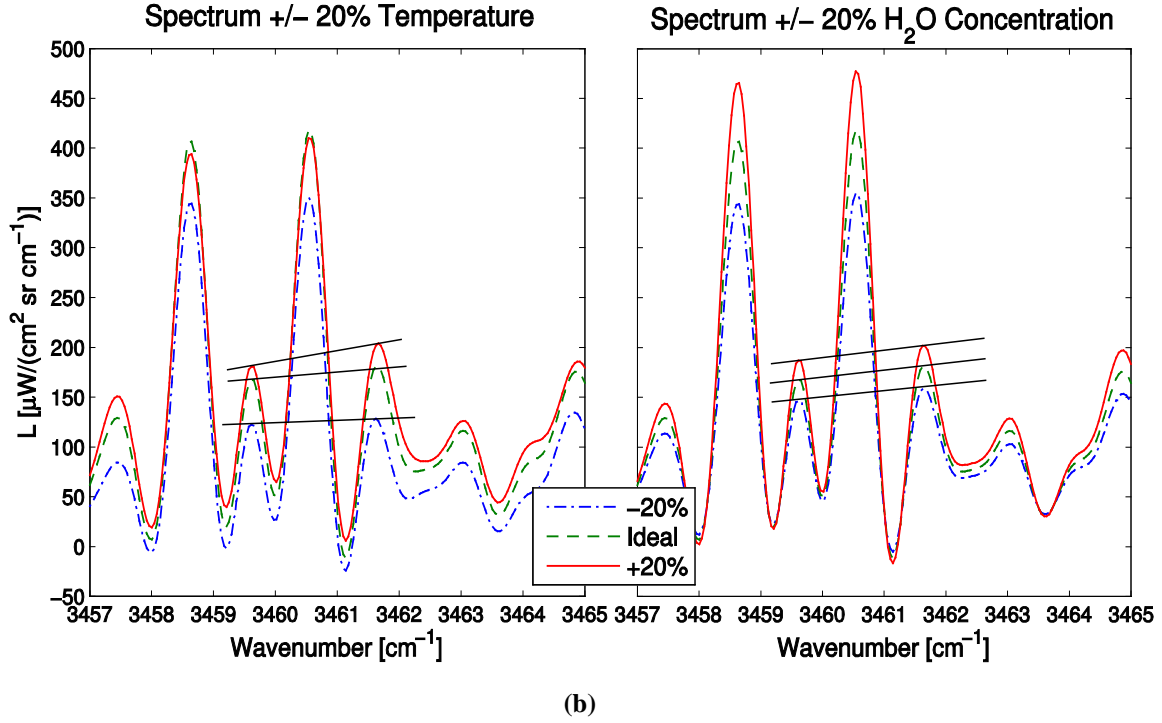 Spectrum +/− 20% Temperature
Spectrum +/− 20% H₂O Concentration
L [µW/(cm² sr cm⁻¹)]
500
450
400
350
300
250
200
150
100
50
0
−50
3457 3458 3459 3460 3461 3462 3463 3464 3465
3457 3458 3459 3460 3461 3462 3463 3464 3465
−20%
Ideal
+20%
Wavenumber [cm⁻¹]
Wavenumber [cm⁻¹]
(b)